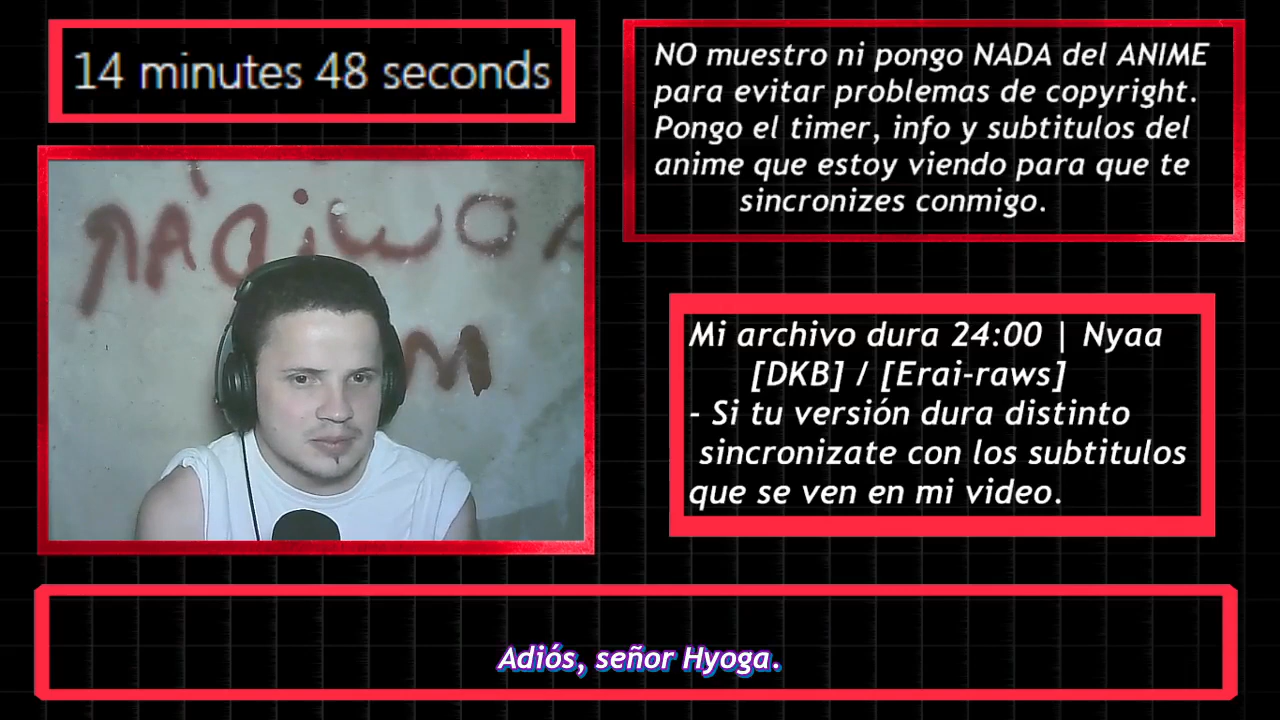 14 minutes 48 seconds
NO muestro ni pongo NADA del ANIME
para evitar problemas de copyright.
Pongo el timer, info y subtitulos del
anime que estoy viendo para que te
sincronizes conmigo.
Mi archivo dura 24:00 | Nyaa
[DKB] / [Erai-raws]
- Si tu versión dura distinto
sincronizate con los subtitulos
que se ven en mi video.
Adiós, señor Hyoga.